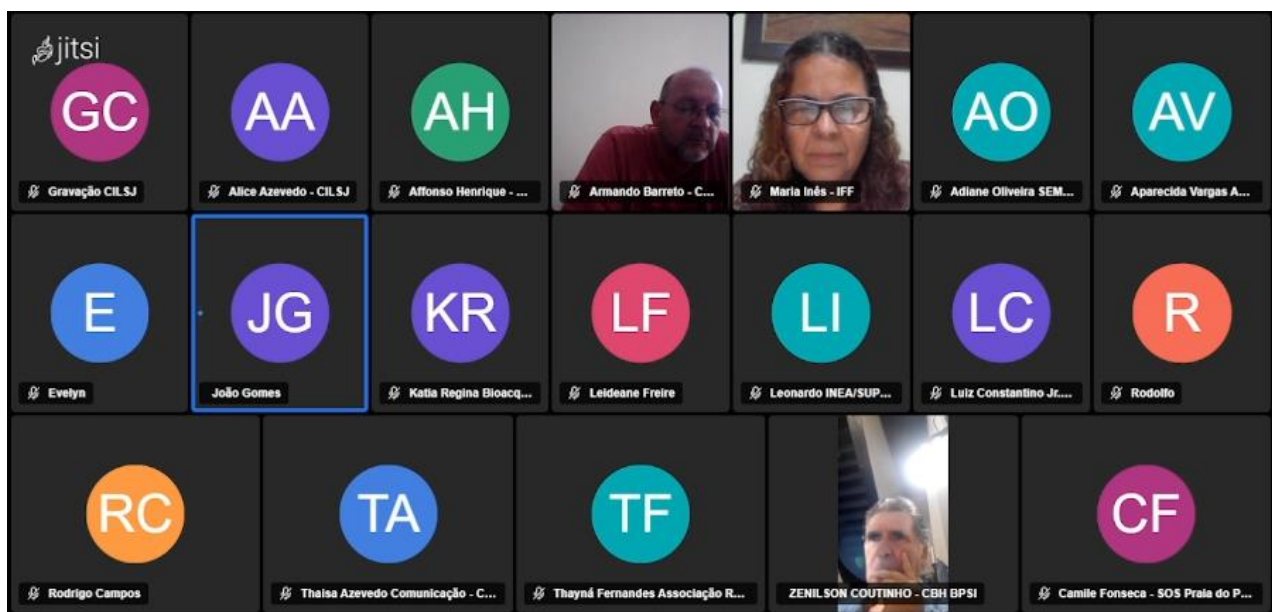 jitsi
GC
AA
AH
AO
AV
Gravação CILSJ
Alice Azevedo - CILSJ
Affonso Henrique - ...
Armando Barreto - C...
Maria Inês - IFF
Adiane Oliveira SEM...
Aparecida Vargas A...
E
JG
KR
LF
LI
LC
R
Evelyn
João Gomes
Katia Regina Bioacq...
Leideane Freire
Leonardo INEA/SUP...
Luiz Constantino Jr....
Rodolfo
RC
TA
TF
CF
Rodrigo Campos
Thaisa Azevedo Comunicação - C...
Thayná Fernandes Associação R...
ZENILSON COUTINHO - CBH BPSI
Camile Fonseca - SOS Praia do P...